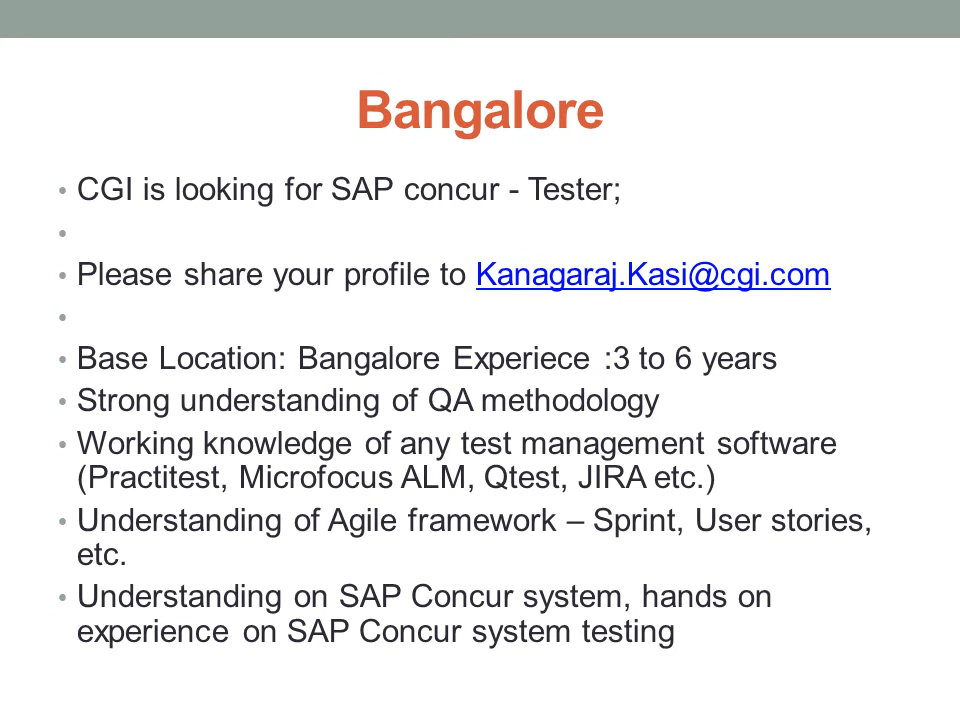 Bangalore
• CGI is looking for SAP concur - Tester;
•
• Please share your profile to Kanagaraj.Kasi@cgi.com
•
• Base Location: Bangalore Experiece :3 to 6 years
• Strong understanding of QA methodology
• Working knowledge of any test management software
(Practitest, Microfocus ALM, Qtest, JIRA etc.)
• Understanding of Agile framework – Sprint, User stories,
etc.
• Understanding on SAP Concur system, hands on
experience on SAP Concur system testing